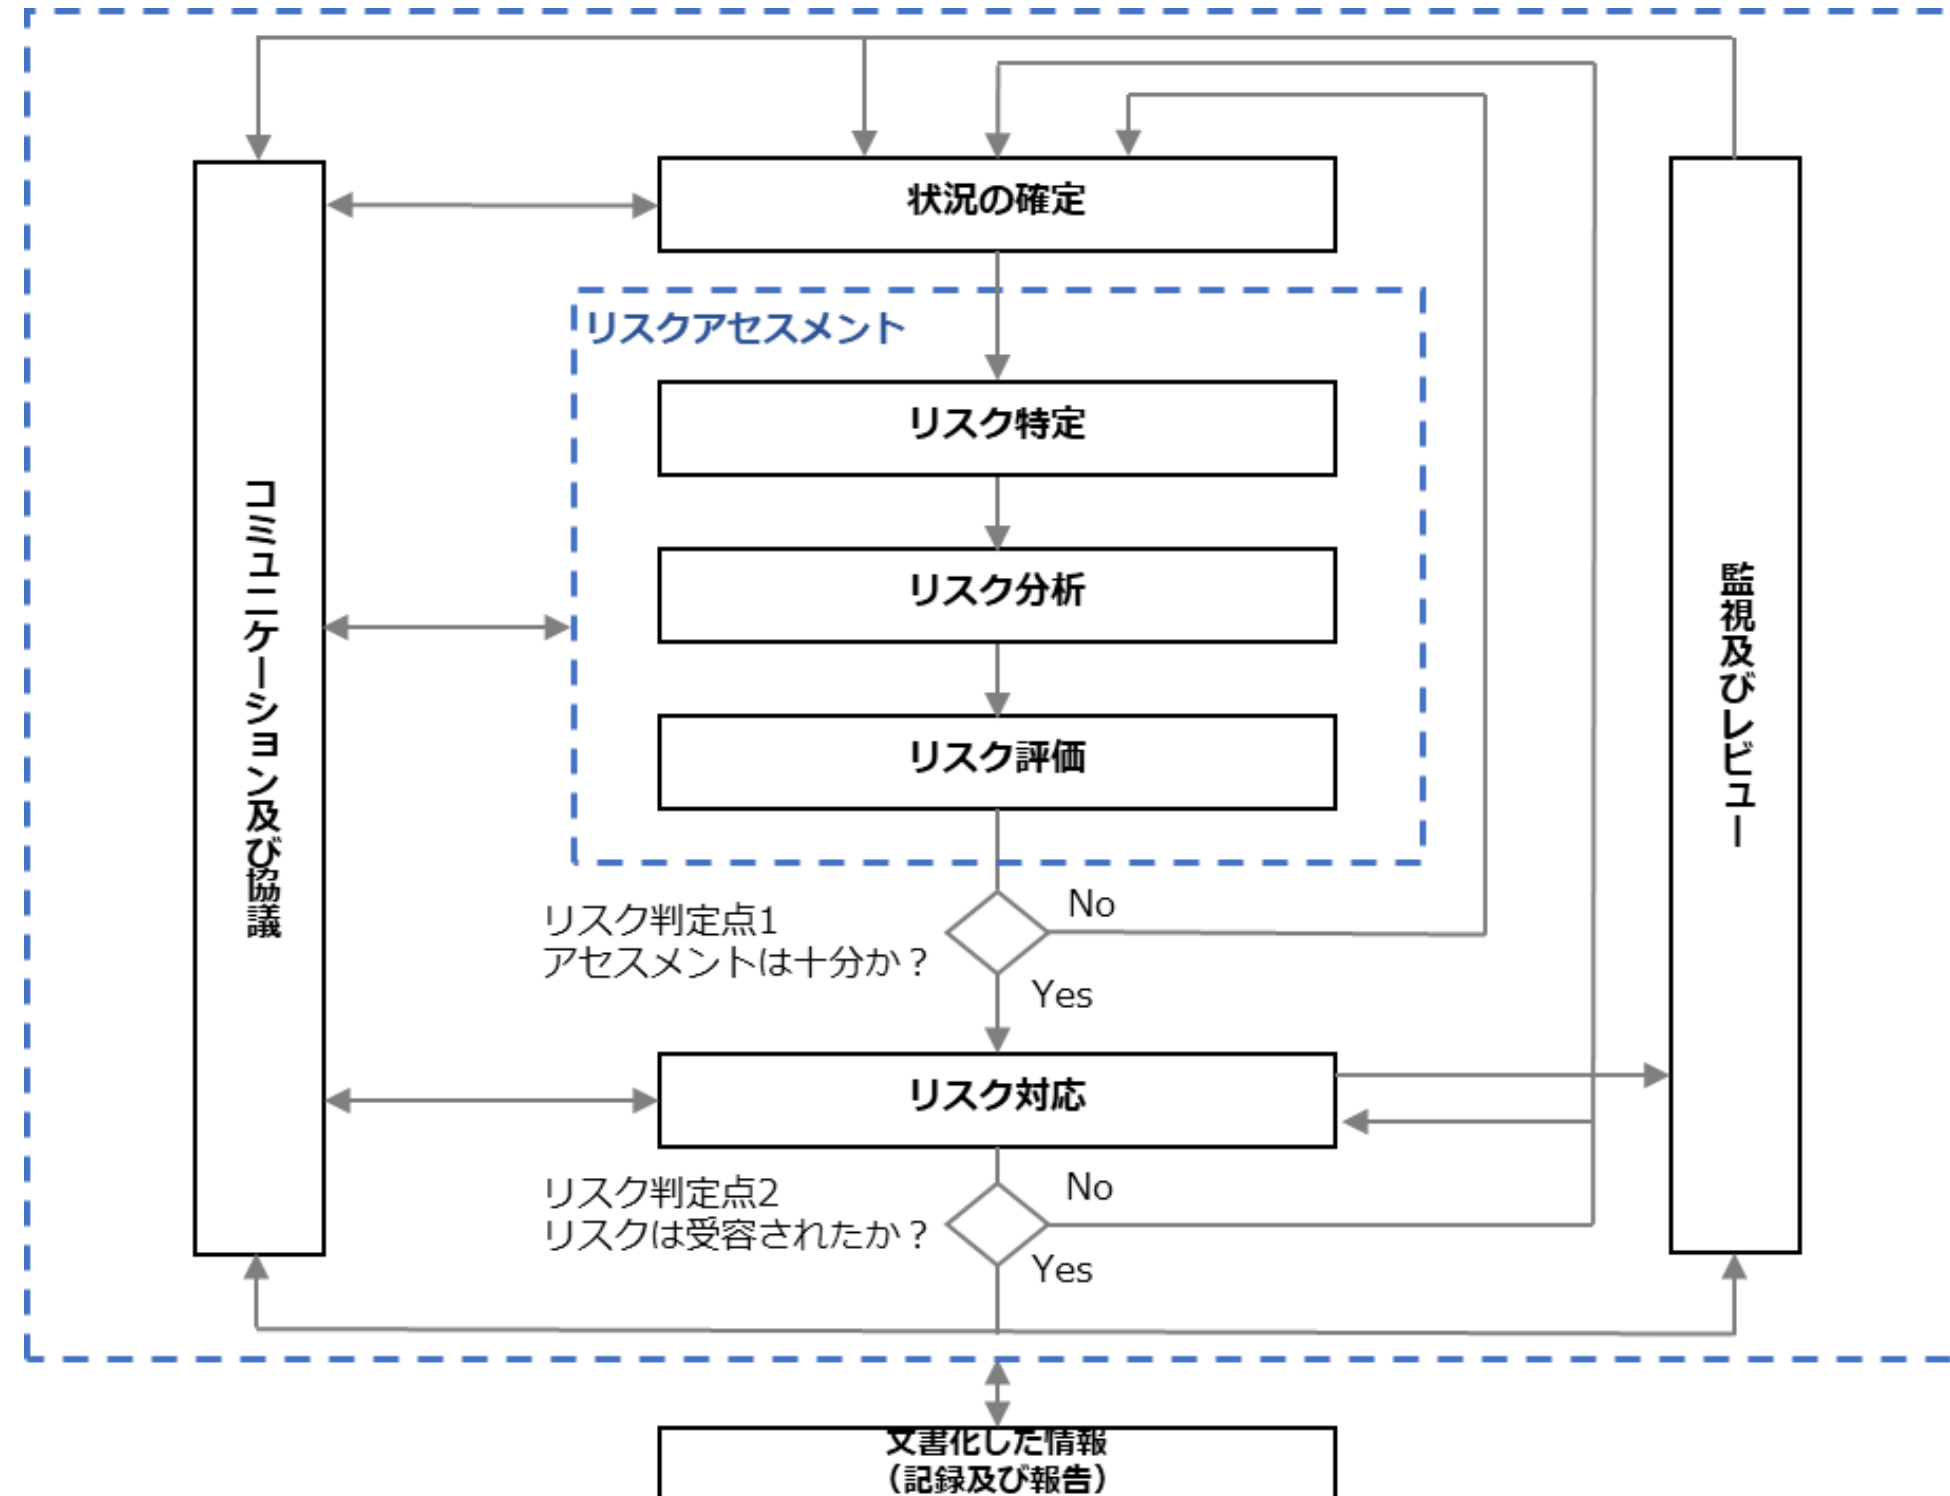 状況の確定
リスクアセスメント
リスク特定
リスク分析
リスク評価
コミュニケーション及び協議
監視及びレビュー
リスク判定点1
アセスメントは十分か？
No
Yes
リスク対応
リスク判定点2
リスクは受容されたか？
No
Yes
文書化した情報
（記録及び報告）